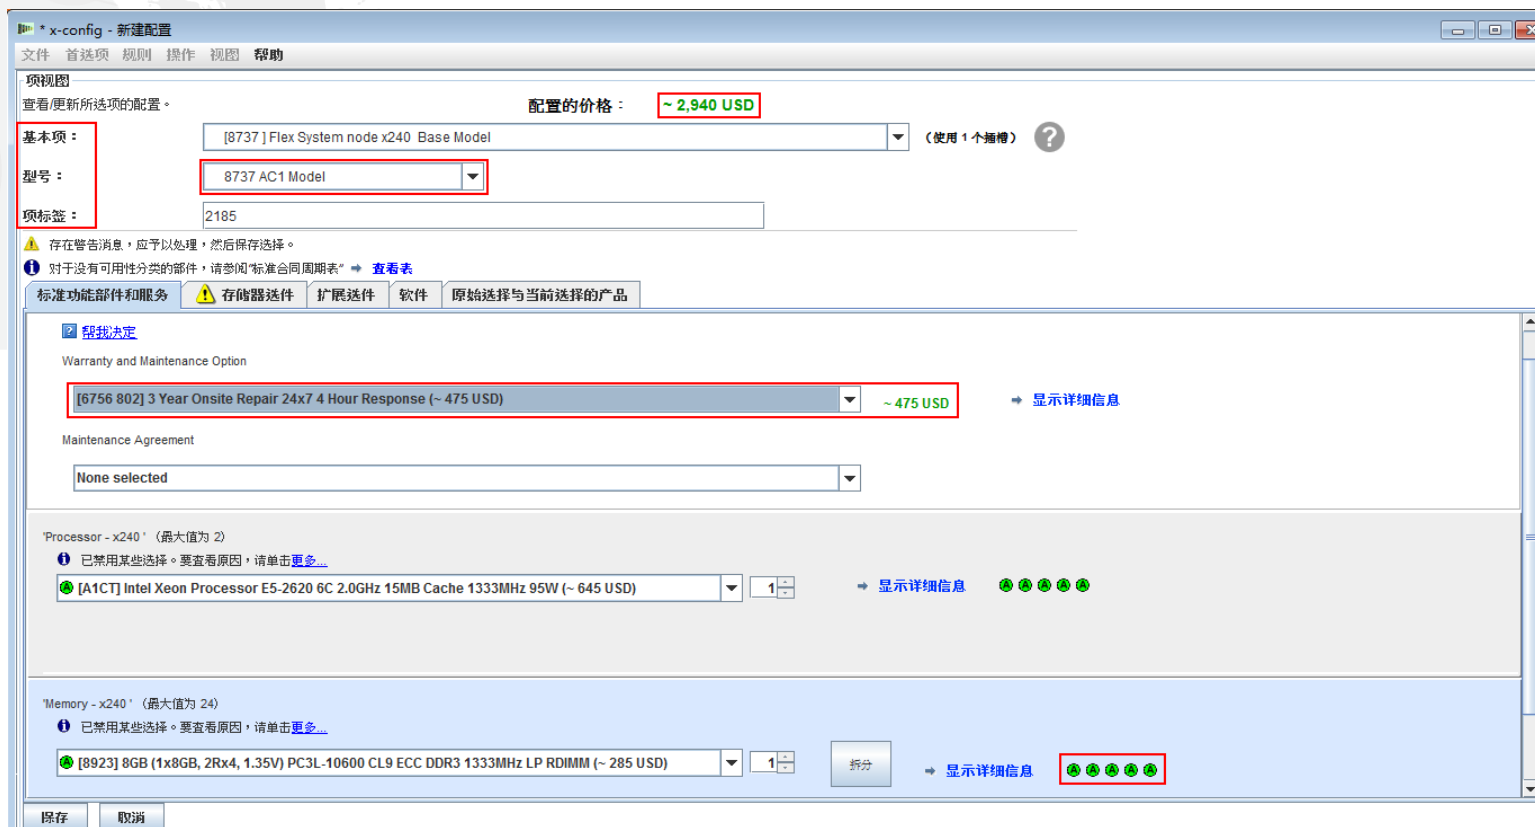 * x-config - 新建配置
文件 首选项 规则 操作 视图 帮助
项视图
查看/更新所选项的配置。 配置的价格： ~ 2,940 USD
基本项： [8737 ] Flex System node x240 Base Model （使用 1 个插槽） ?
型号： 8737 AC1 Model
项标签： 2185
存在警告消息，应予以处理，然后保存选择。
对于没有可用性分类的部件，请参阅“标准合同周期表” 查看表
标准功能部件和服务 存储器选件 扩展选件 软件 原始选择与当前选择的产品
? 帮我决定
Warranty and Maintenance Option
[6756 802] 3 Year Onsite Repair 24x7 4 Hour Response (~ 475 USD) ~ 475 USD 显示详细信息
Maintenance Agreement
None selected
'Processor - x240 ' （最大值为 2）
已禁用某些选择。要查看原因，请单击更多...
A [A1CT] Intel Xeon Processor E5-2620 6C 2.0GHz 15MB Cache 1333MHz 95W (~ 645 USD) 1 显示详细信息 A A A A A
'Memory - x240 ' （最大值为 24）
已禁用某些选择。要查看原因，请单击更多...
A [8923] 8GB (1x8GB, 2Rx4, 1.35V) PC3L-10600 CL9 ECC DDR3 1333MHz LP RDIMM (~ 285 USD) 1 拆分 显示详细信息 A A A A A
保存 取消